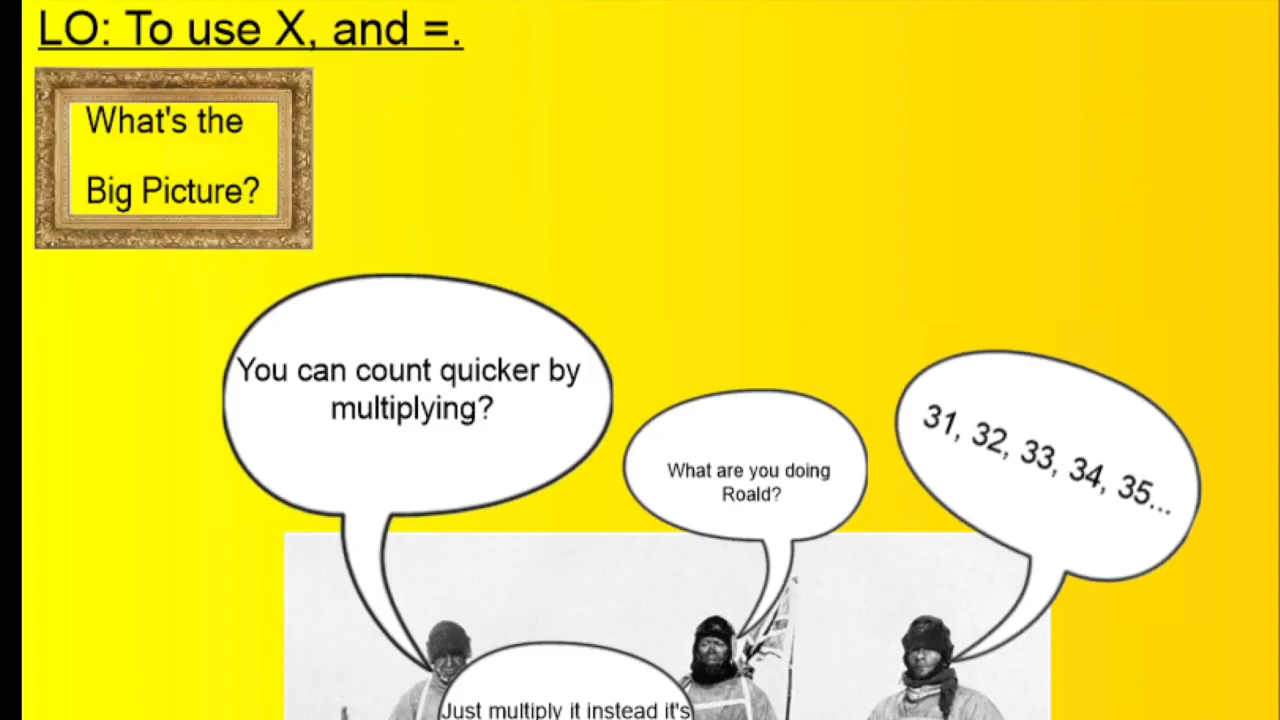 LO: To use X, and =.
What's the
Big Picture?
You can count quicker by
multiplying?
What are you doing
Roald?
31, 32, 33, 34, 35...
Just multiply it instead it's